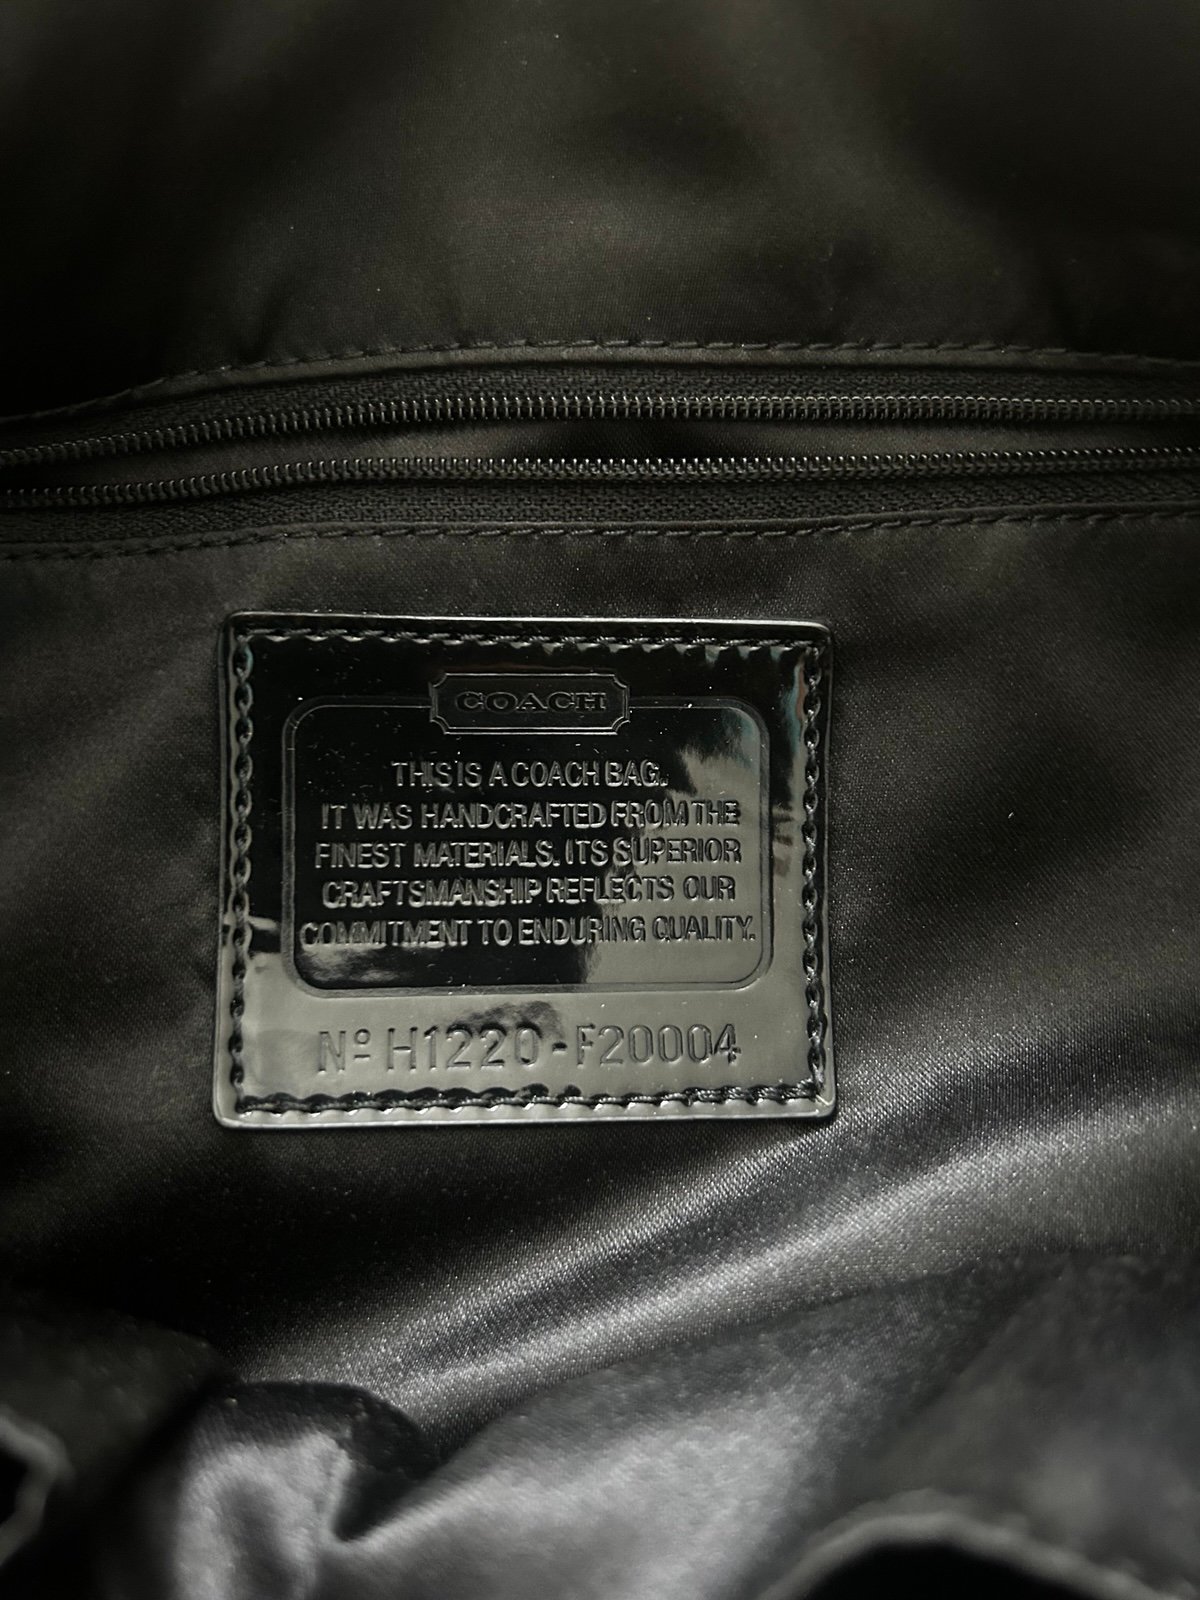 COACH
THIS IS A COACH BAG.
IT WAS HANDCRAFTED FROM THE
FINEST MATERIALS. ITS SUPERIOR
CRAFTSMANSHIP REFLECTS OUR
COMMITMENT TO ENDURING QUALITY.
Nº H1220-F20004